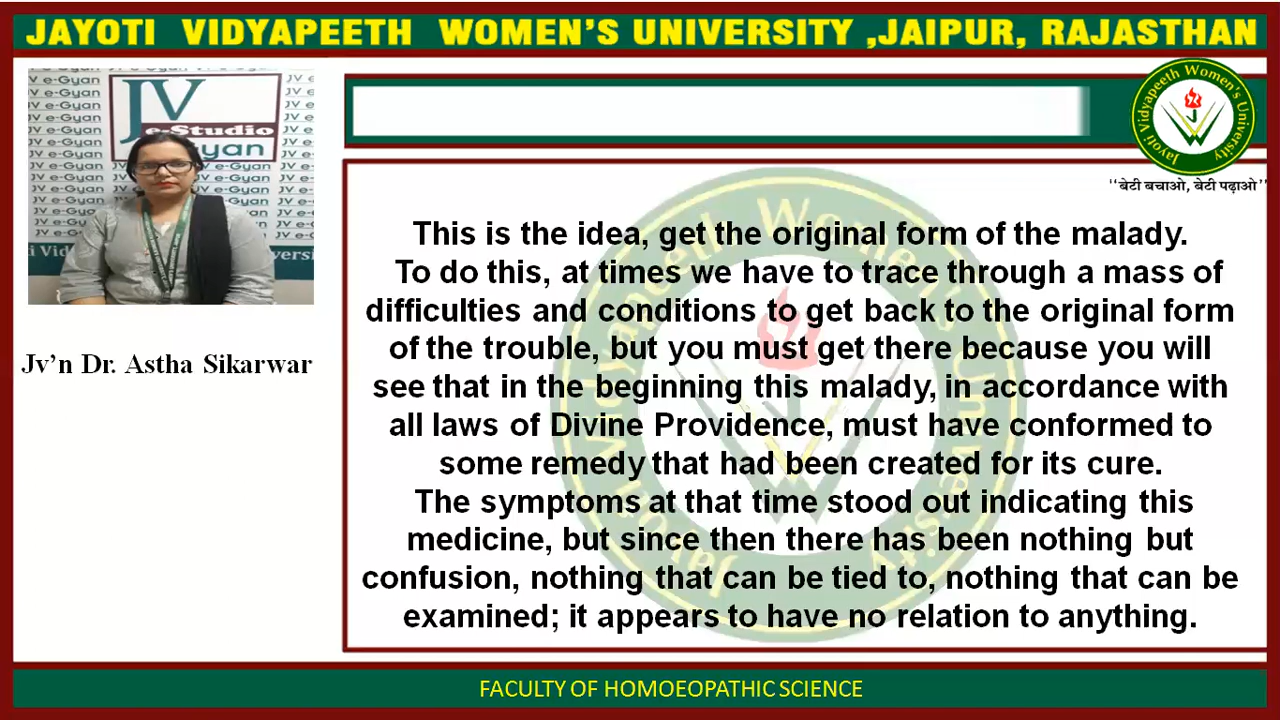 JAYOTI VIDYAPEETH WOMEN'S UNIVERSITY ,JAIPUR, RAJASTHAN
JV
e-Studio
Gyan
JV e-Gyan
Jv'n Dr. Astha Sikarwar
Jayoti Vidyapeeth Women's University
"बेटी बचाओ, बेटी पढ़ाओ"
This is the idea, get the original form of the malady.
To do this, at times we have to trace through a mass of
difficulties and conditions to get back to the original form
of the trouble, but you must get there because you will
see that in the beginning this malady, in accordance with
all laws of Divine Providence, must have conformed to
some remedy that had been created for its cure.
The symptoms at that time stood out indicating this
medicine, but since then there has been nothing but
confusion, nothing that can be tied to, nothing that can be
examined; it appears to have no relation to anything.
FACULTY OF HOMOEOPATHIC SCIENCE